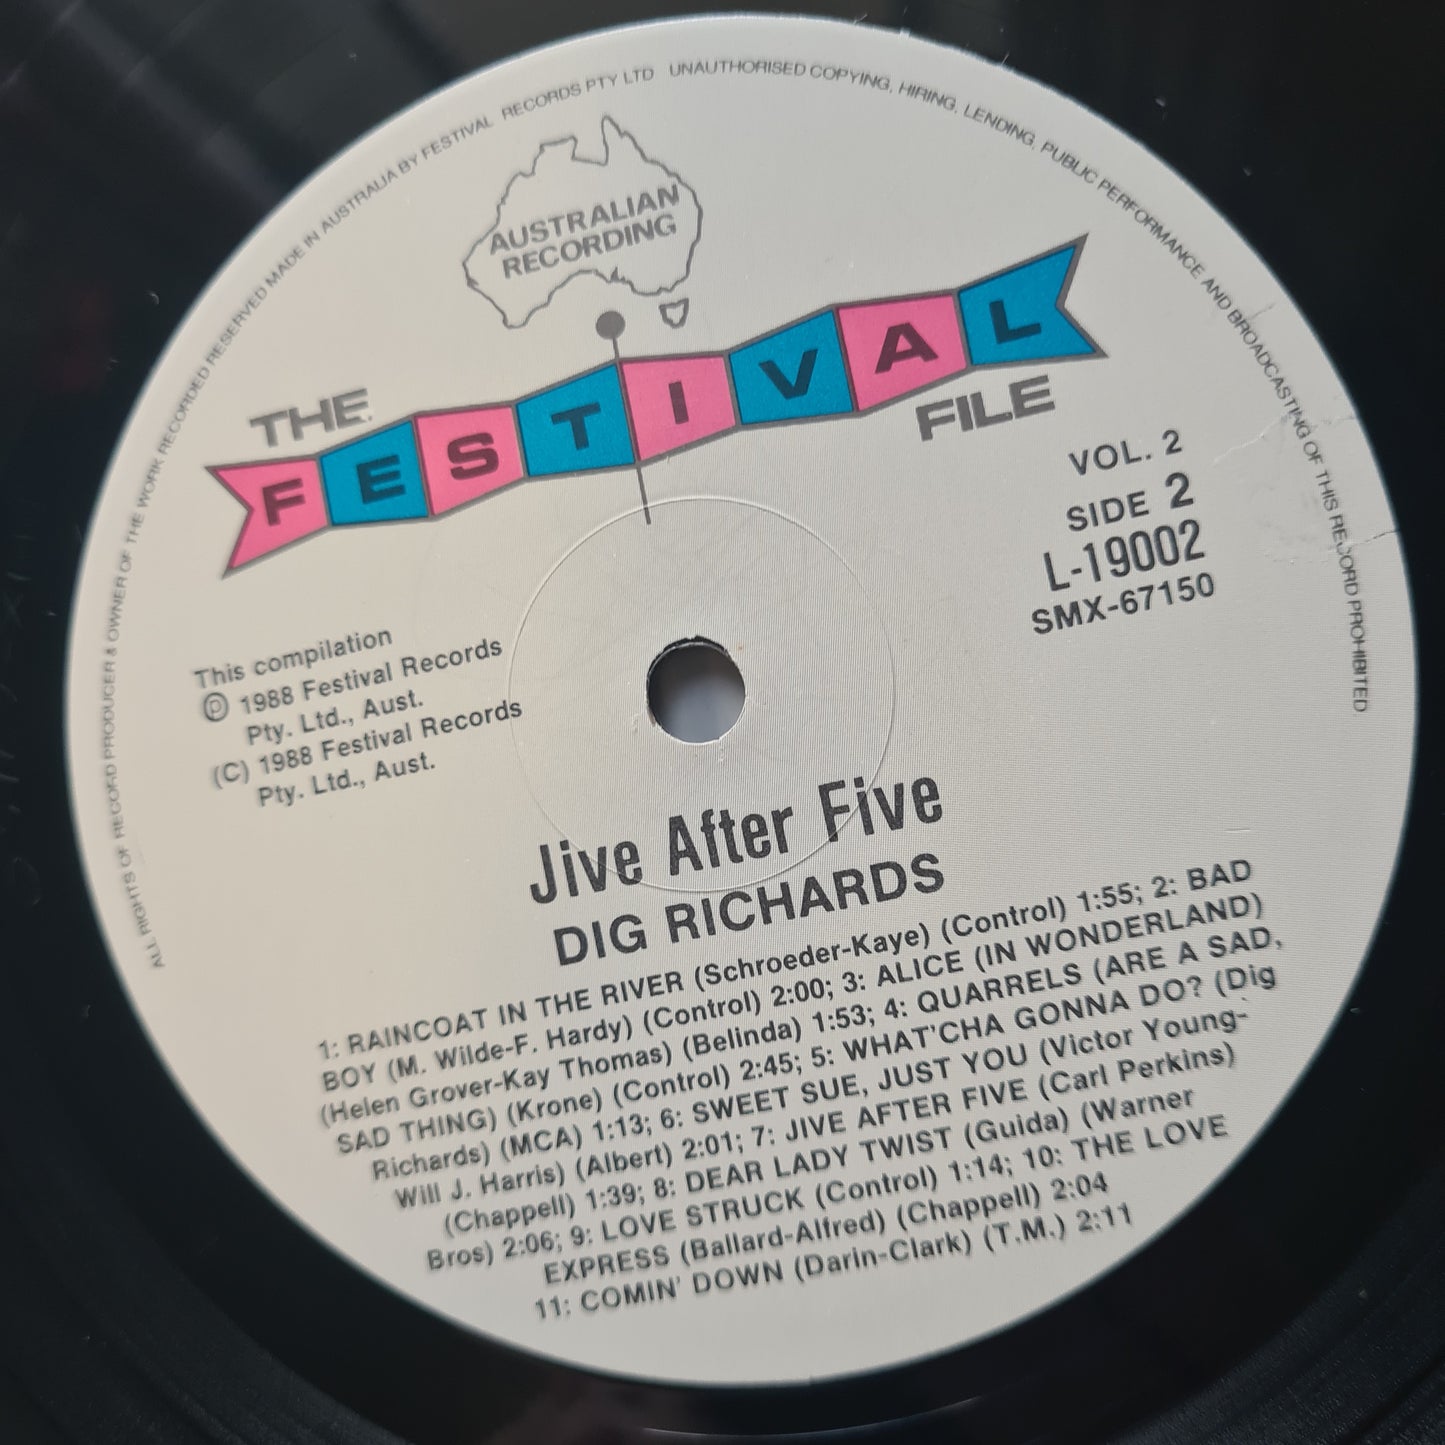 ALL RIGHTS OF RECORD PRODUCER & OWNER OF THE WORK RECORDED RESERVED MADE IN AUSTRALIA BY FESTIVAL RECORDS PTY LTD UNAUTHORISED COPYING, HIRING, LENDING, PUBLIC PERFORMANCE AND BROADCASTING OF THIS RECORD PROHIBITED.
AUSTRALIAN
RECORDING
THE
FESTIVAL
FILE
VOL. 2
SIDE 2
L-19002
SMX-67150
This compilation
Ⓟ 1988 Festival Records
Pty. Ltd., Aust.
(C) 1988 Festival Records
Pty. Ltd., Aust.
Jive After Five
DIG RICHARDS
1: RAINCOAT IN THE RIVER (Schroeder-Kaye) (Control) 1:55; 2: BAD
BOY (M. Wilde-F. Hardy) (Control) 2:00; 3: ALICE (IN WONDERLAND)
(Helen Grover-Kay Thomas) (Belinda) 1:53; 4: QUARRELS (ARE A SAD,
SAD THING) (Krone) (Control) 2:45; 5: WHAT'CHA GONNA DO? (Dig
Richards) (MCA) 1:13; 6: SWEET SUE, JUST YOU (Victor Young-
Will J. Harris) (Albert) 2:01; 7: JIVE AFTER FIVE (Carl Perkins)
(Chappell) 1:39; 8: DEAR LADY TWIST (Guida) (Warner
Bros) 2:06; 9: LOVE STRUCK (Control) 1:14; 10: THE LOVE
EXPRESS (Ballard-Alfred) (Chappell) 2:04
11: COMIN' DOWN (Darin-Clark) (T.M.) 2:11